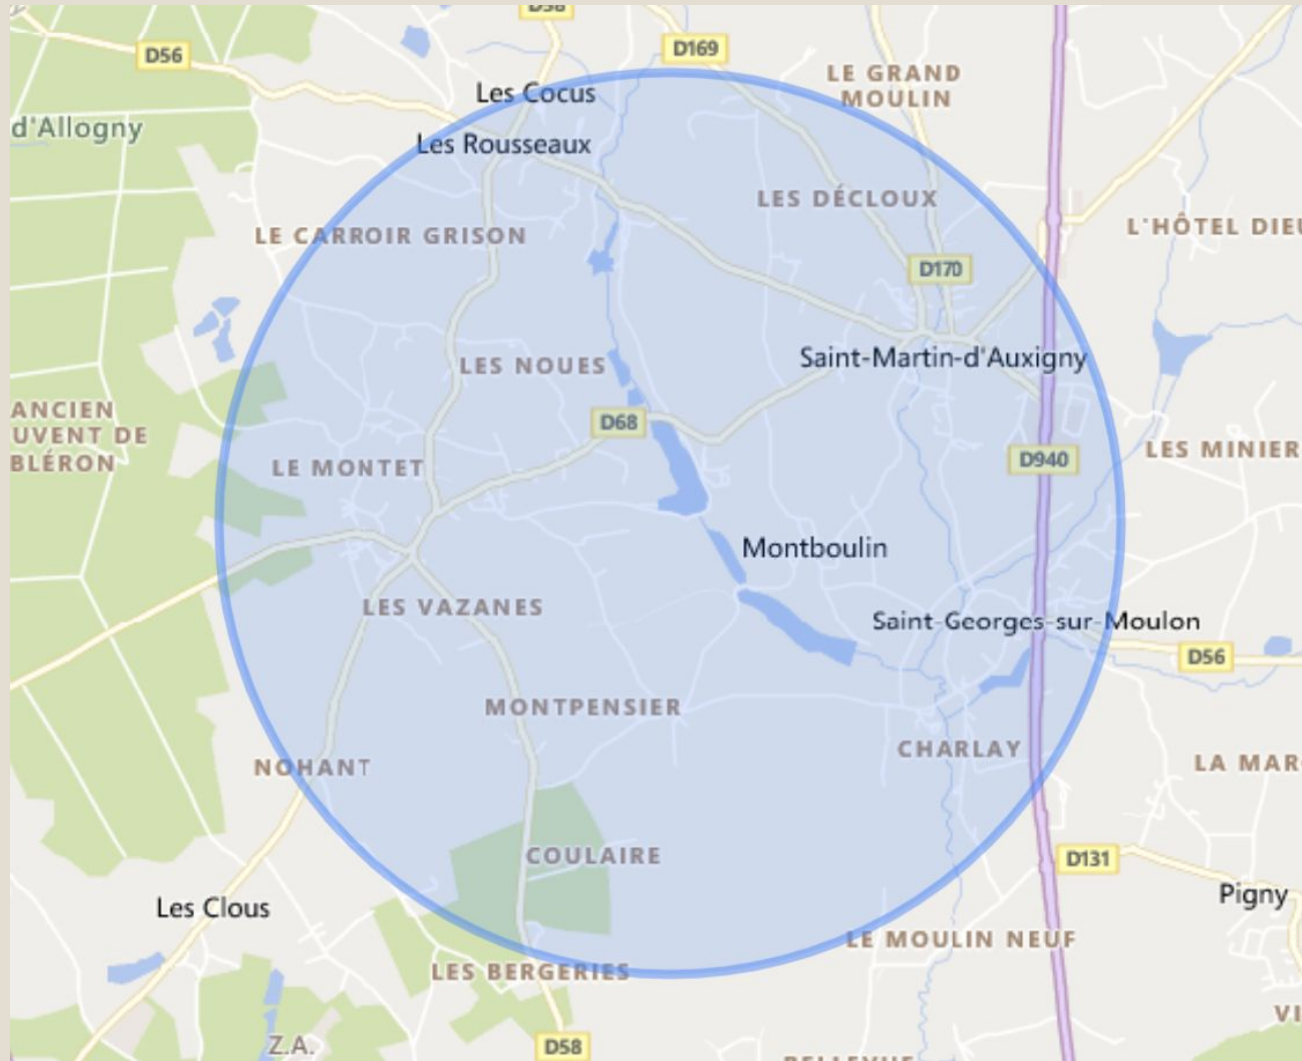 D58
D56
D169
LE GRAND
MOULIN
Les Cocus
d'Allogny
Les Rousseaux
LES DÉCLOUX
LE CARROIR GRISON
L'HÔTEL DIEU
D170
Saint-Martin-d'Auxigny
LES NOUES
ANCIEN
UVENT DE
BLÉRON
D68
LE MONTET
D940
LES MINIER
Montboulin
LES VAZANES
Saint-Georges-sur-Moulon
D56
MONTPENSIER
CHARLAY
NOHANT
LA MAR
COULAIRE
D131
Les Clous
Pigny
LE MOULIN NEUF
LES BERGERIES
VI
Z.A.
D58
BELLEVUE